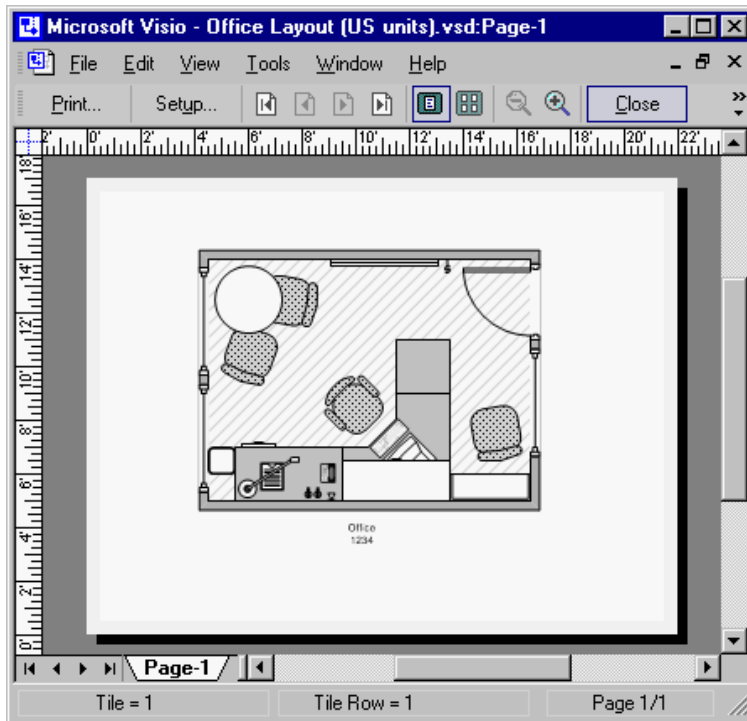 Microsoft Visio - Office Layout (US units).vsd:Page-1
File Edit View Tools Window Help
Print... Setup... Close
2' 0' 2' 4' 6' 8' 10' 12' 14' 16' 18' 20' 22'
18'
16'
14'
12'
10'
8'
6'
4'
2'
0'
Office
1234
Page-1
Tile = 1 Tile Row = 1 Page 1/1